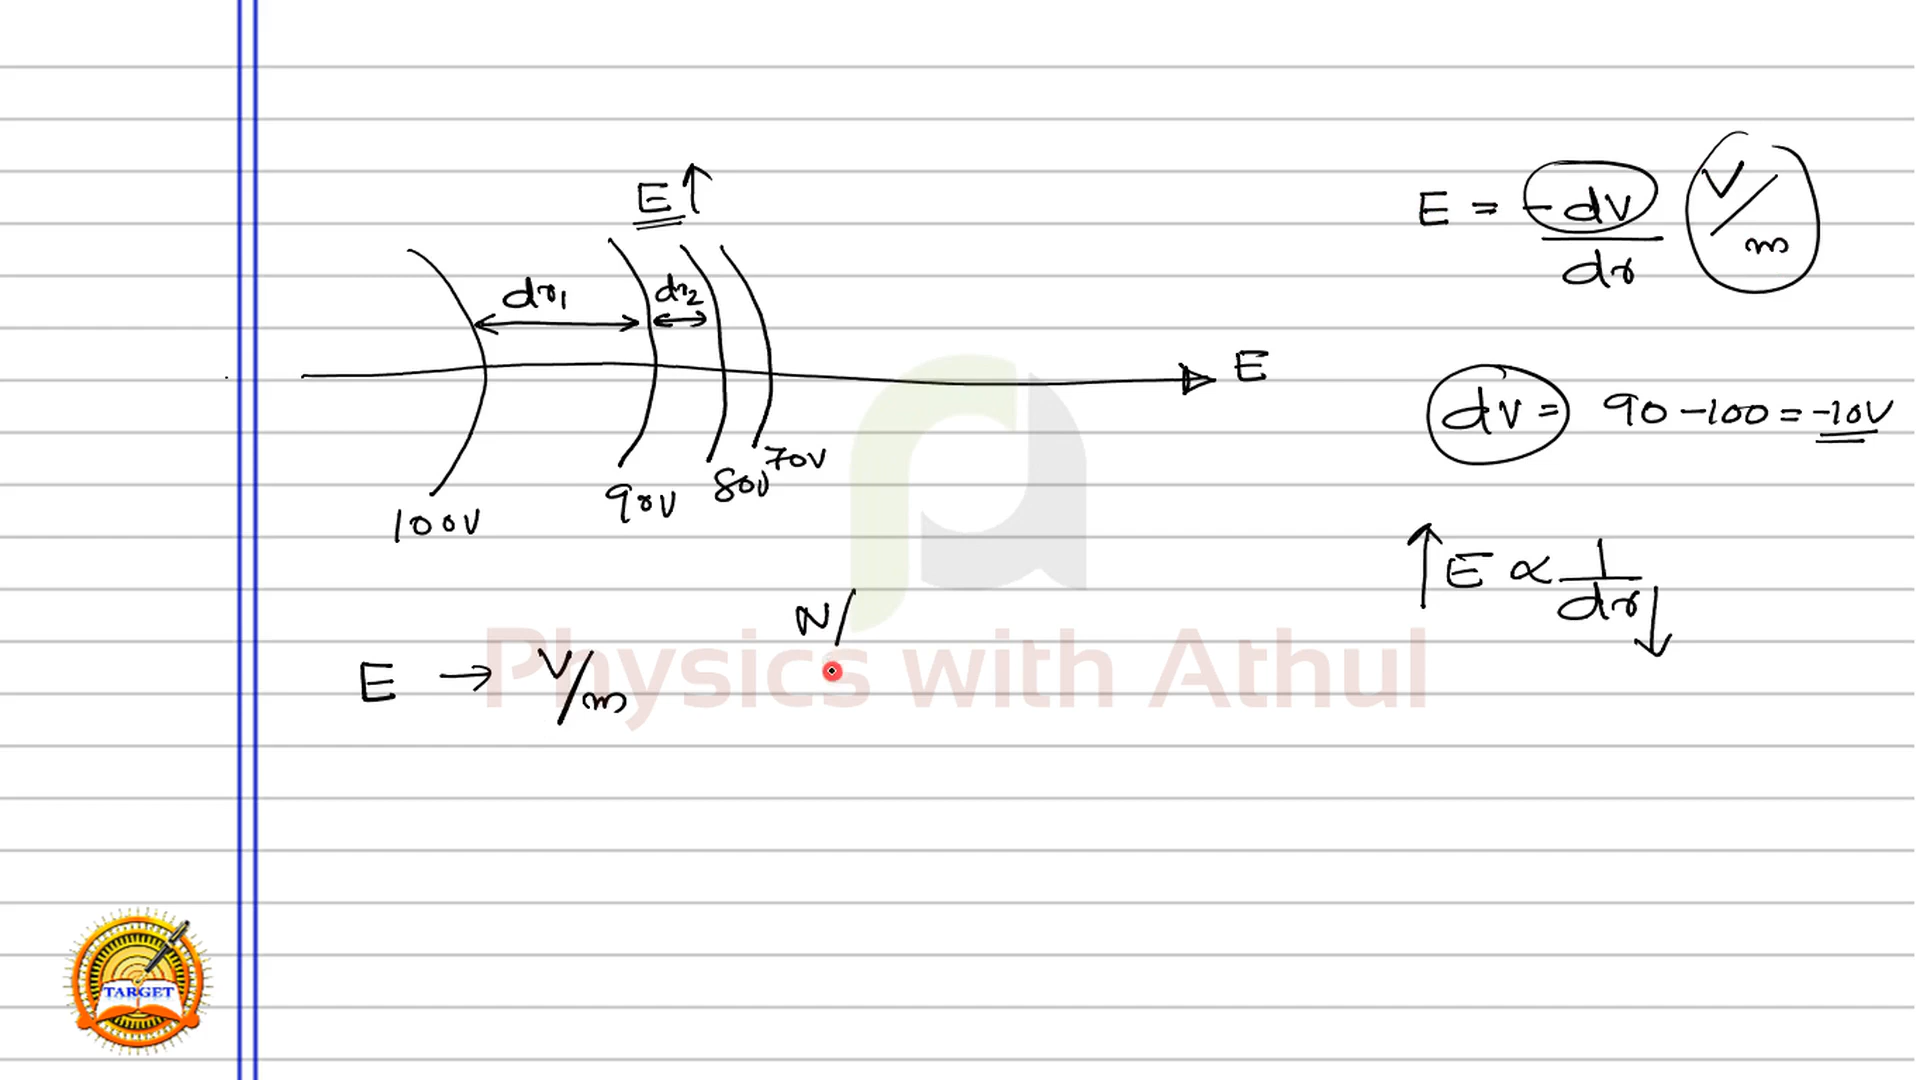 E↑
dr₁ dr₂
E
100V 90V 80V 70V
E → V/m
N/
E = -dV/dr V/m
dV = 90 - 100 = -10V
↑E ∝ 1/dr↓
Physics with Athul
TARGET